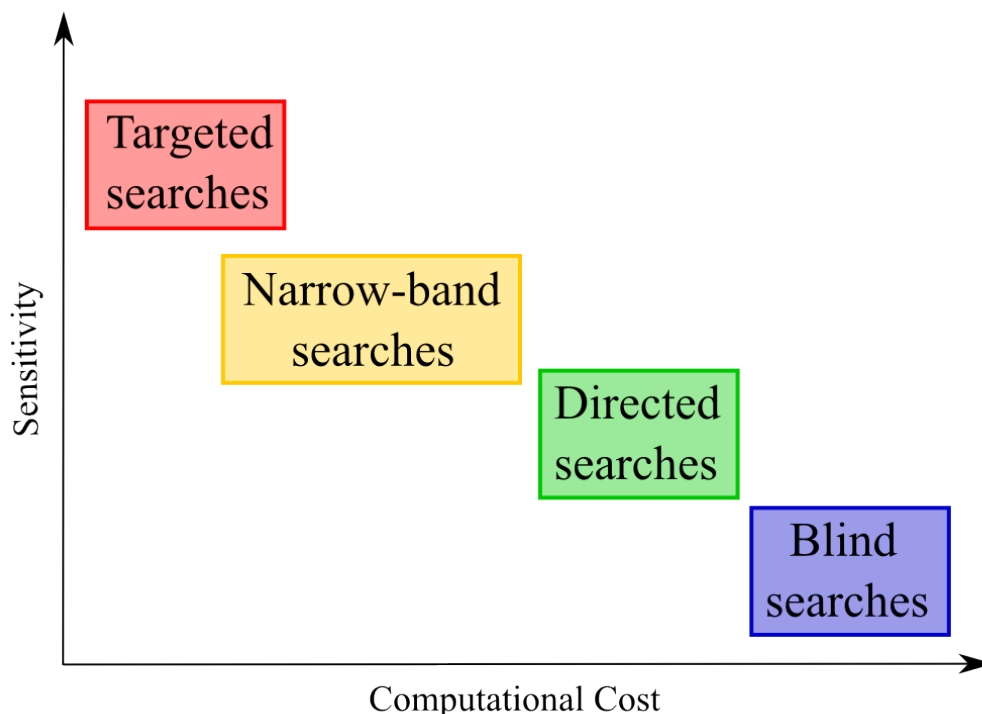 Targeted
searches
Narrow-band
searches
Directed
searches
Blind
searches
Sensitivity
Computational Cost